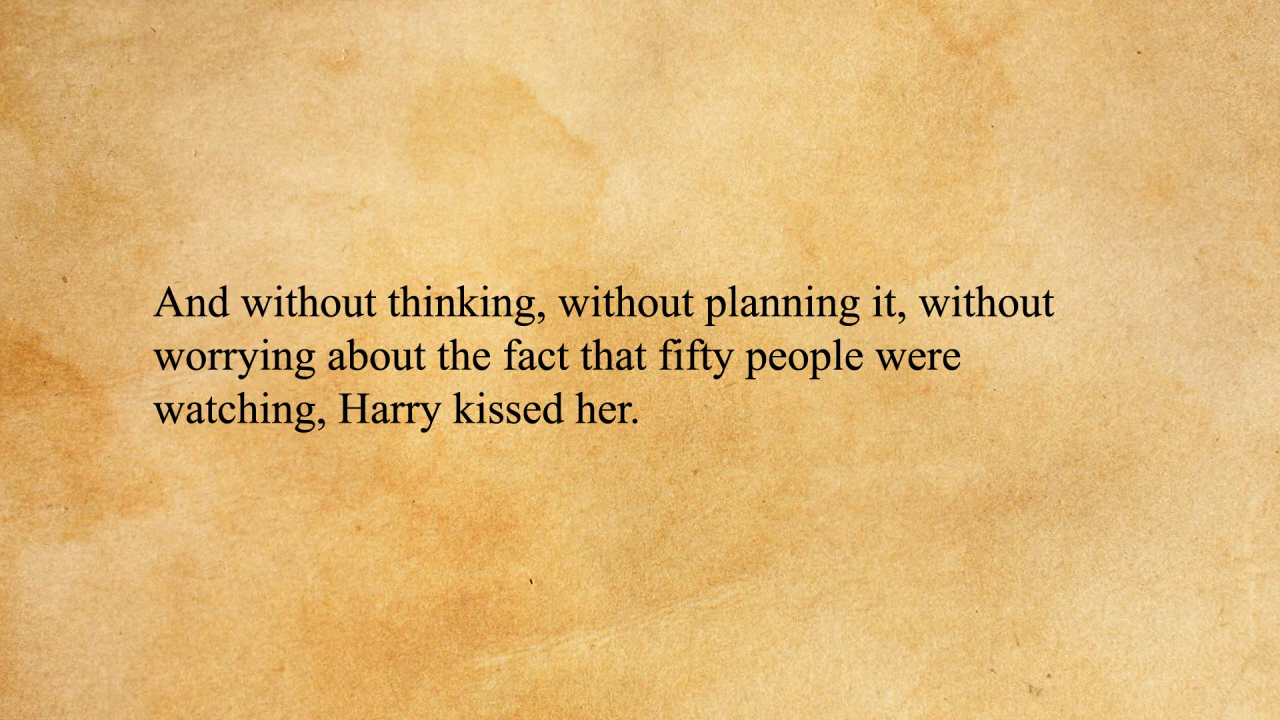 And without thinking, without planning it, without
worrying about the fact that fifty people were
watching, Harry kissed her.